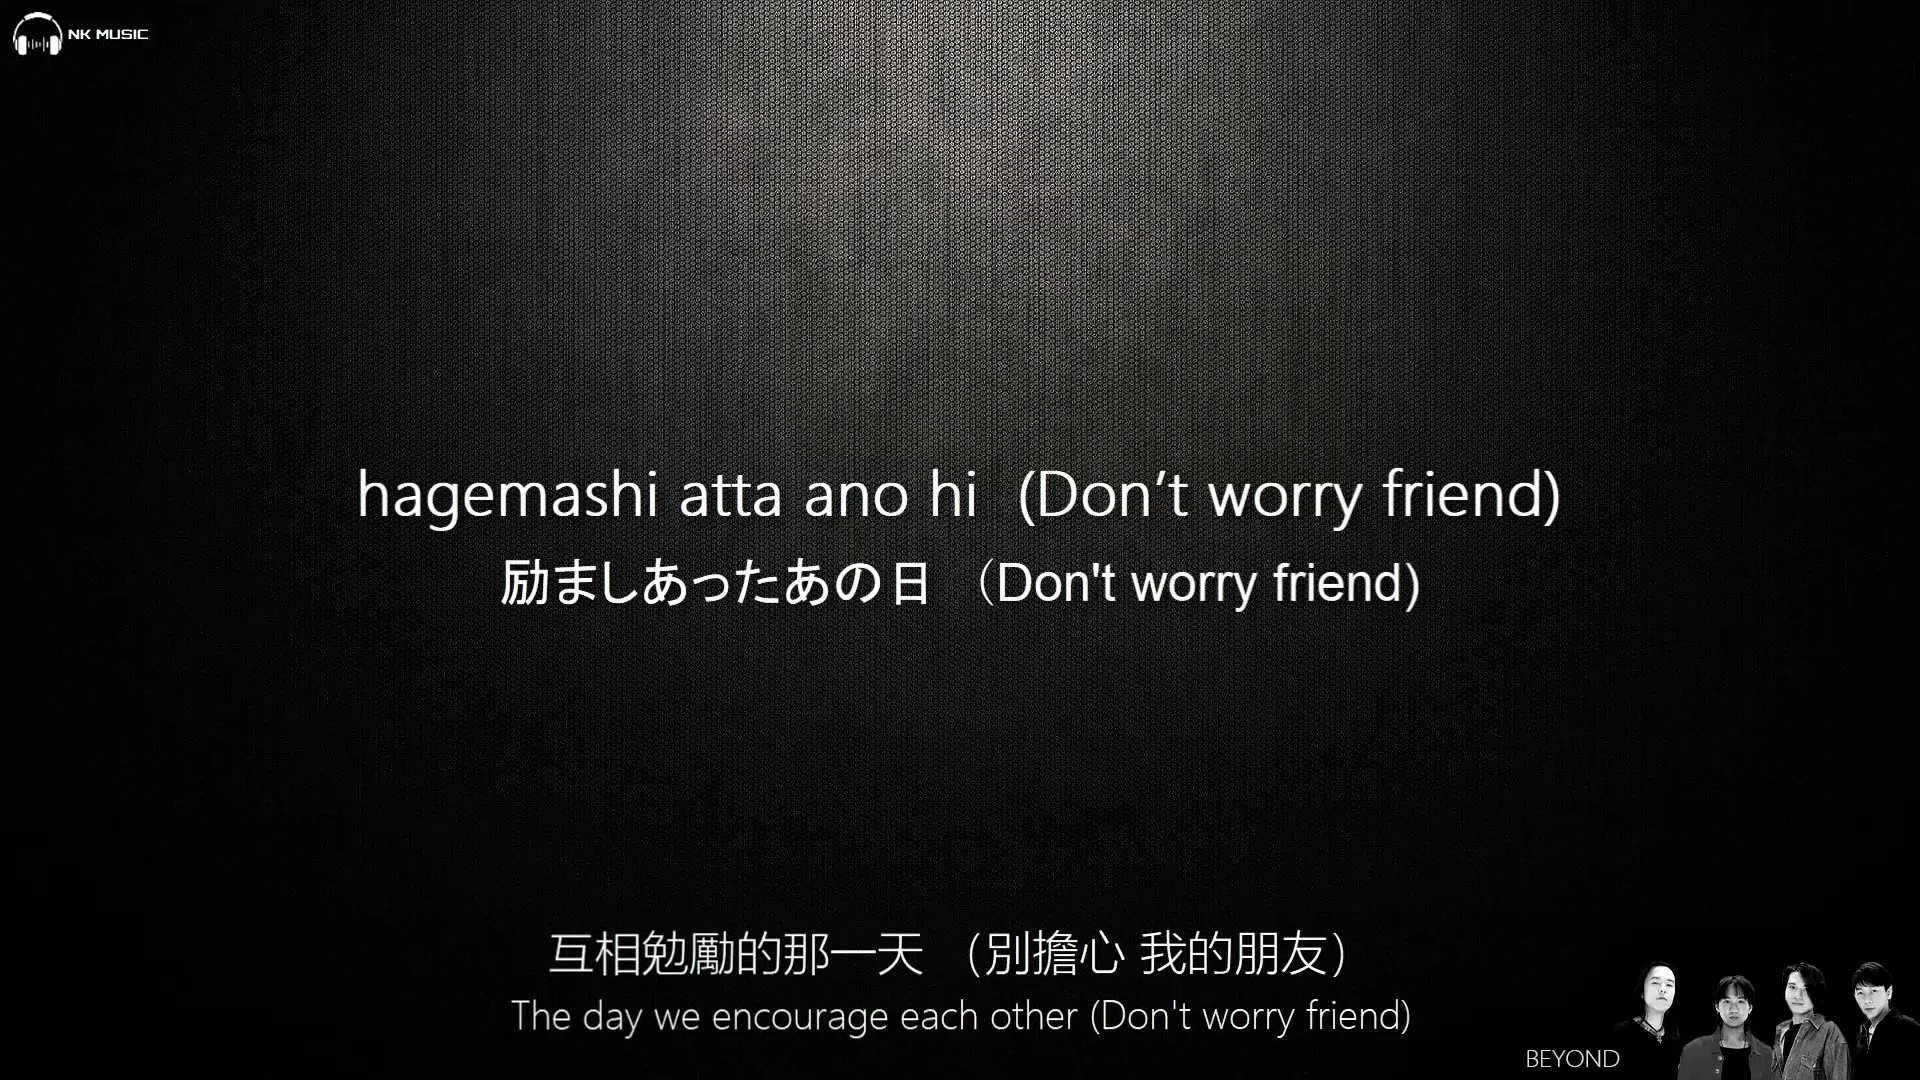 NK MUSIC
hagemashi atta ano hi  (Don‘t worry friend)
励ましあったあの日 （Don't worry friend)
互相勉勵的那一天 （別擔心 我的朋友）
The day we encourage each other (Don't worry friend)
BEYOND